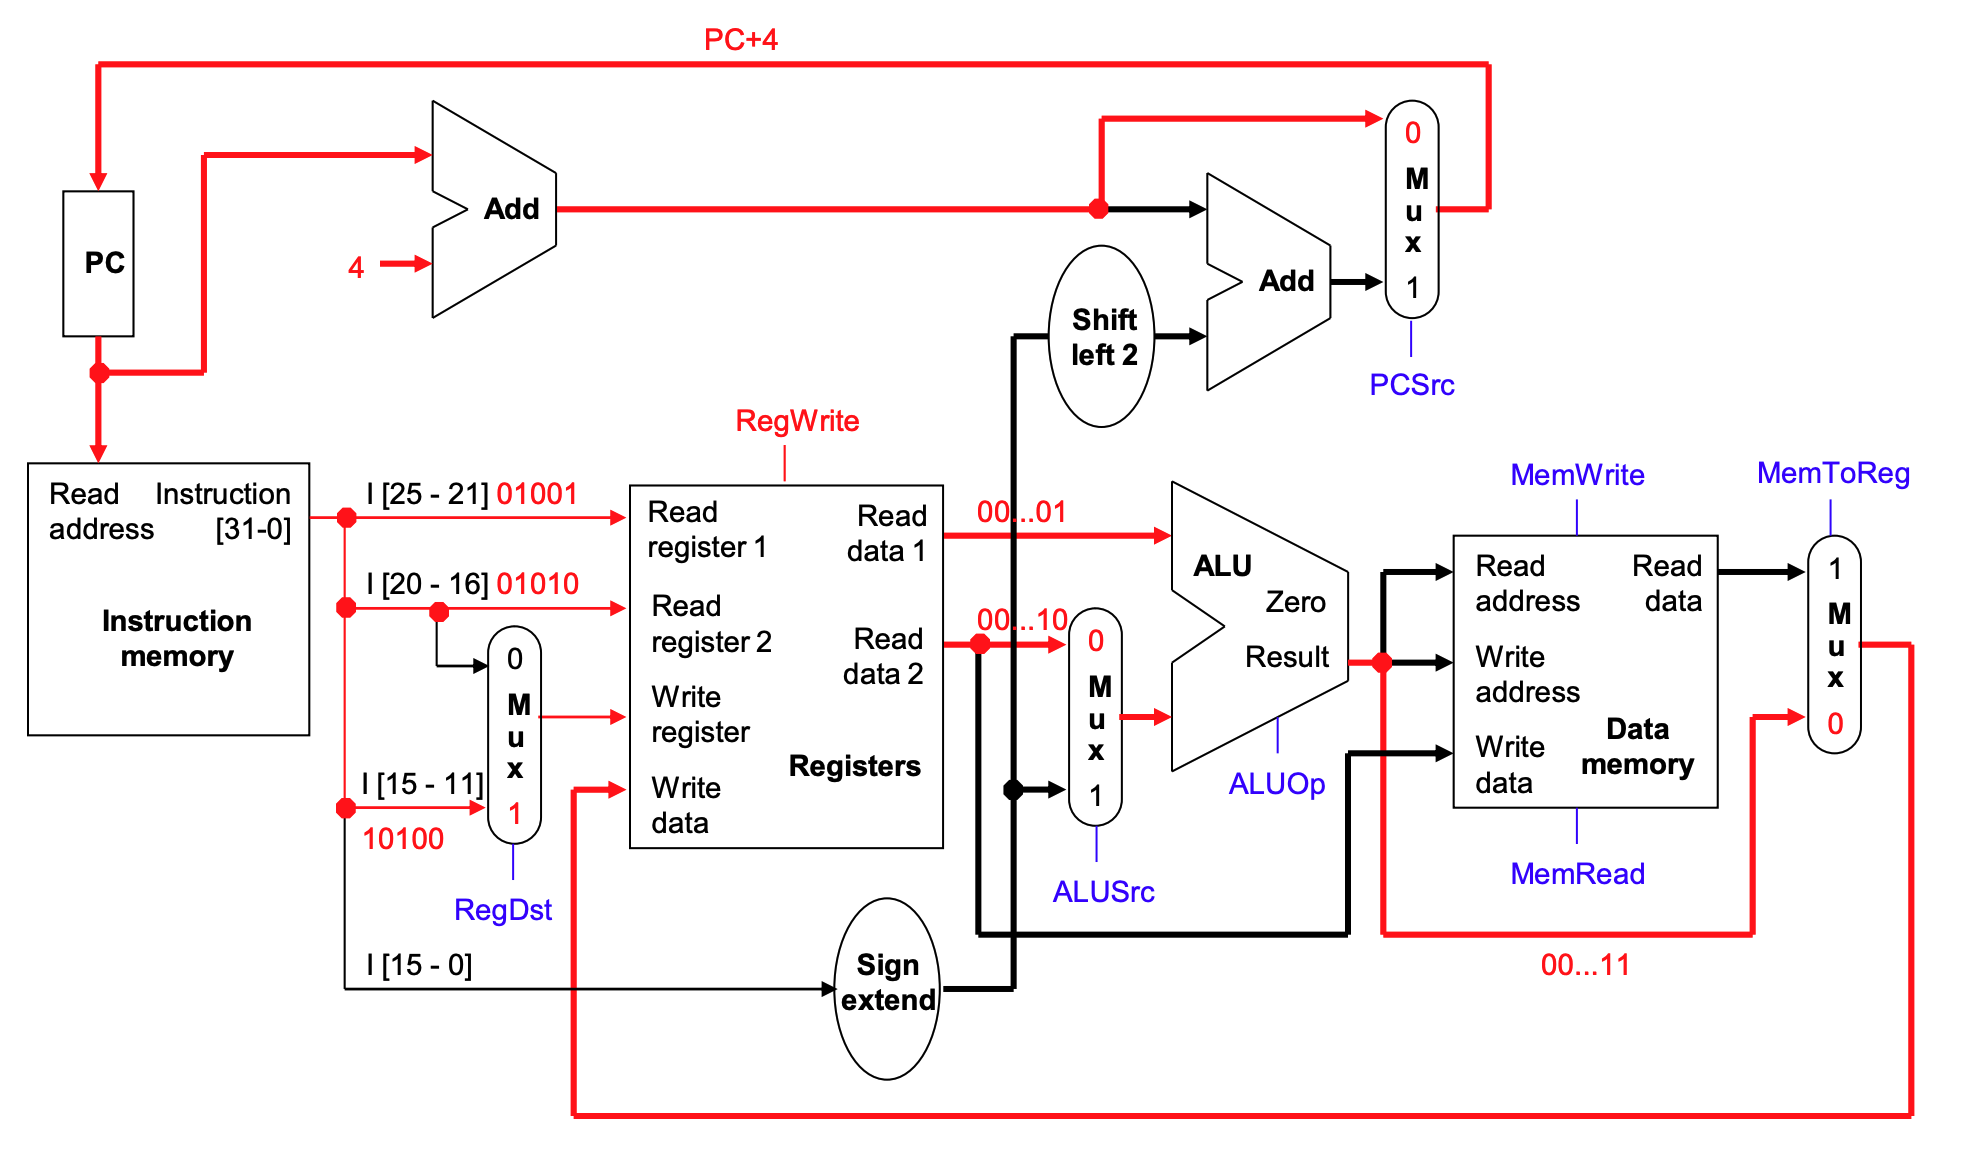 PC+4
0
M
u
x
1
PCSrc
Add
4
PC
Add
Shift
left 2
RegWrite
MemWrite
MemToReg
Read
address
Instruction
[31-0]
Instruction
memory
I [25 - 21] 01001
I [20 - 16] 01010
I [15 - 11]
10100
I [15 - 0]
0
M
u
x
1
RegDst
Read
register 1
Read
register 2
Write
register
Write
data
Read
data 1
Read
data 2
Registers
Sign
extend
00...01
00...10
0
M
u
x
1
ALUSrc
ALU
Zero
Result
ALUOp
Read
address
Write
address
Write
data
Read
data
Data
memory
MemRead
1
M
u
x
0
00...11